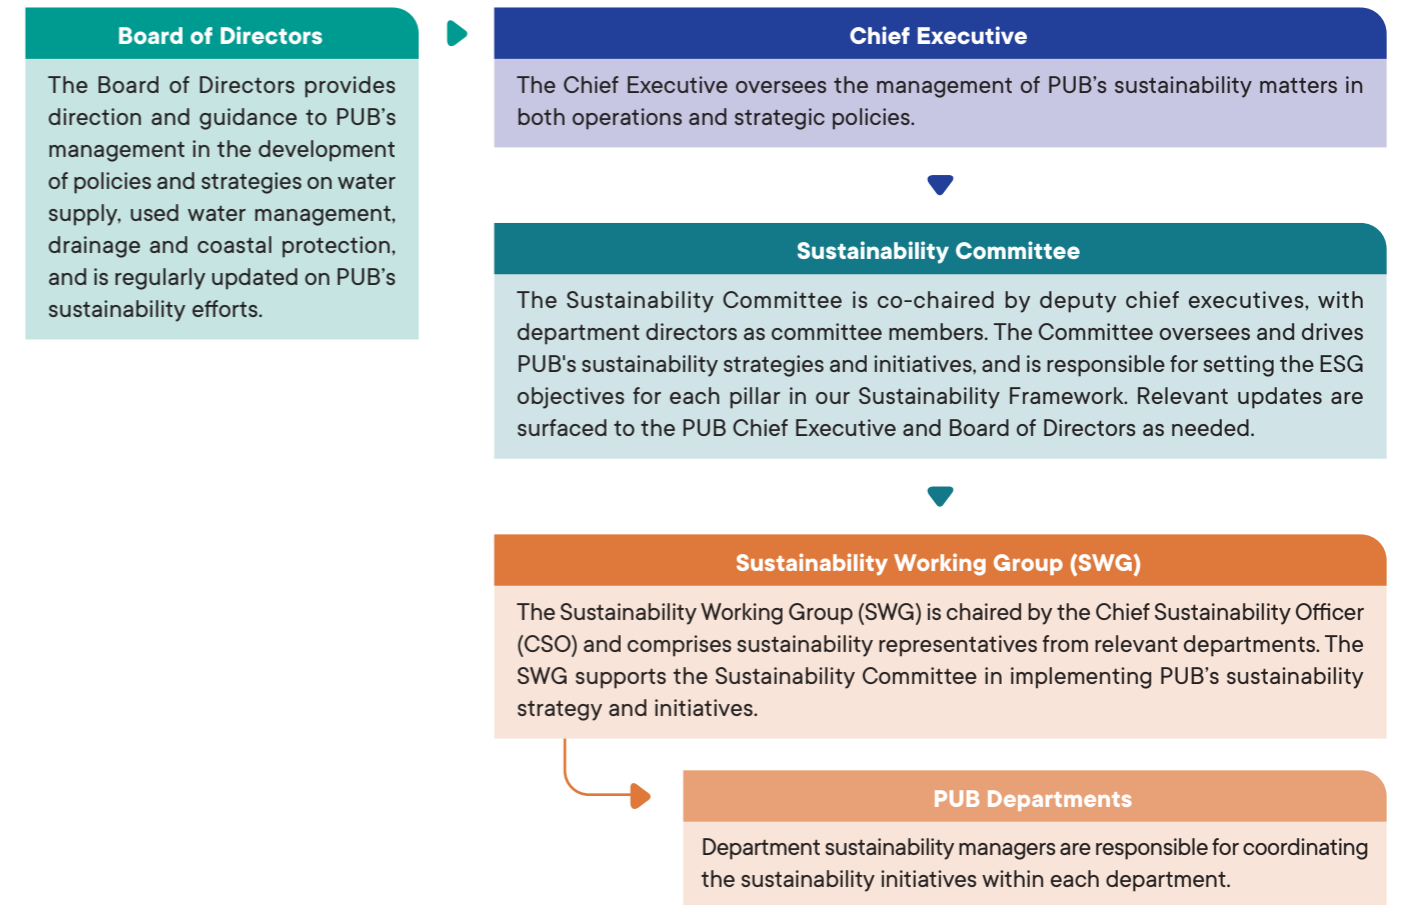 Board of Directors
The Board of Directors provides
direction and guidance to PUB’s
management in the development
of policies and strategies on water
supply, used water management,
drainage and coastal protection,
and is regularly updated on PUB’s
sustainability efforts.
Chief Executive
The Chief Executive oversees the management of PUB’s sustainability matters in
both operations and strategic policies.
Sustainability Committee
The Sustainability Committee is co-chaired by deputy chief executives, with
department directors as committee members. The Committee oversees and drives
PUB's sustainability strategies and initiatives, and is responsible for setting the ESG
objectives for each pillar in our Sustainability Framework. Relevant updates are
surfaced to the PUB Chief Executive and Board of Directors as needed.
Sustainability Working Group (SWG)
The Sustainability Working Group (SWG) is chaired by the Chief Sustainability Officer
(CSO) and comprises sustainability representatives from relevant departments. The
SWG supports the Sustainability Committee in implementing PUB’s sustainability
strategy and initiatives.
PUB Departments
Department sustainability managers are responsible for coordinating
the sustainability initiatives within each department.